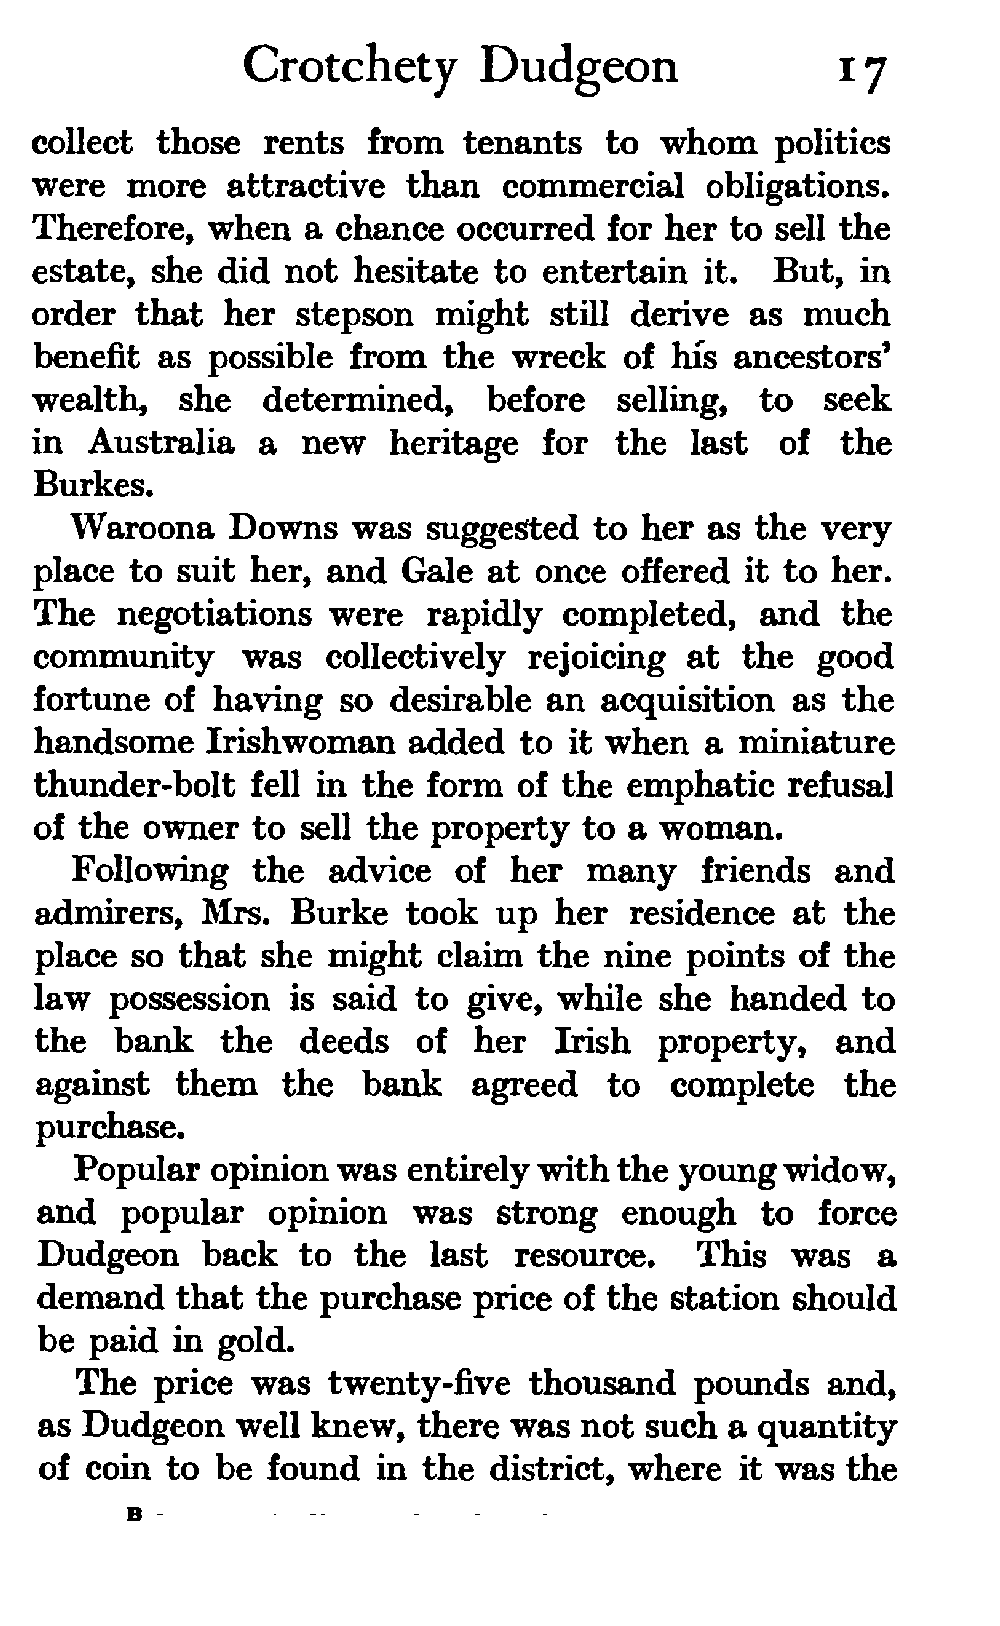 Crotchety Dudgeon 17
collect those rents from tenants to whom politics
were more attractive than commercial obligations.
Therefore, when a chance occurred for her to sell the
estate, she did not hesitate to entertain it. But, in
order that her stepson might still derive as much
benefit as possible from the wreck of his ancestors'
wealth, she determined, before selling, to seek
in Australia a new heritage for the last of the
Burkes.
Waroona Downs was suggested to her as the very
place to suit her, and Gale at once offered it to her.
The negotiations were rapidly completed, and the
community was collectively rejoicing at the good
fortune of having so desirable an acquisition as the
handsome Irishwoman added to it when a miniature
thunder-bolt fell in the form of the emphatic refusal
of the owner to sell the property to a woman.
Following the advice of her many friends and
admirers, Mrs. Burke took up her residence at the
place so that she might claim the nine points of the
law possession is said to give, while she handed to
the bank the deeds of her Irish property, and
against them the bank agreed to complete the
purchase.
Popular opinion was entirely with the young widow,
and popular opinion was strong enough to force
Dudgeon back to the last resource. This was a
demand that the purchase price of the station should
be paid in gold.
The price was twenty-five thousand pounds and,
as Dudgeon well knew, there was not such a quantity
of coin to be found in the district, where it was the
B